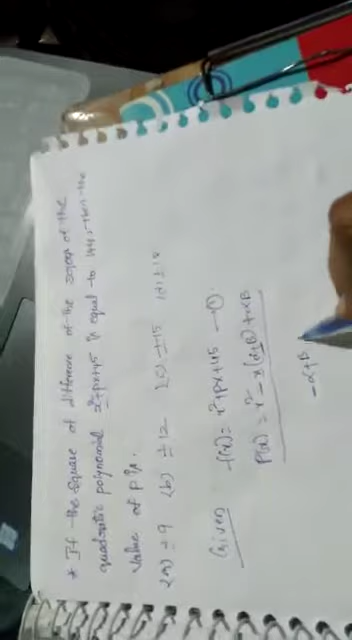 * If the square of difference of the zeros of the
quadratic polynomial x²+px+45 is equal to 144, then the
value of p is.
(a) ± 9 (b) ± 12 (c) ± 15 (d) ± 18
Given f(x) = x²+px+45 — ①
P(x) = x² - x(α+β) + αβ
- α+β